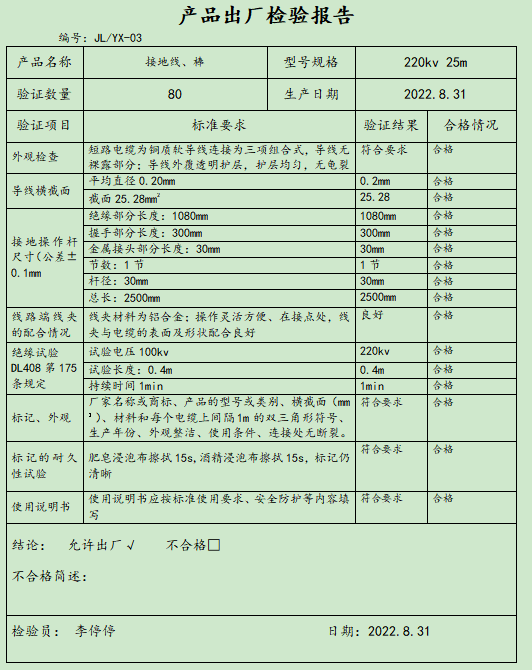 产品出厂检验报告
编号：JL/YX-03
产品名称 接地线、棒 型号规格 220kv 25m
验证数量 80 生产日期 2022.8.31
验证项目 标准要求 验证结果 合格情况
外观检查 短路电缆为铜质软导线连接为三项组合式，导线无 符合要求 合格
裸露部分；导线外覆透明护层，护层均匀，无龟裂
导线横截面 平均直径0.20mm 0.2mm 合格
截面25.28mm² 25.28 合格
接地操作杆
尺寸(公差±
0.1mm
绝缘部分长度：1080mm 1080mm 合格
握手部分长度：300mm 300mm 合格
金属接头部分长度：30mm 30mm 合格
节数：1节 1节 合格
杆径：30mm 30mm 合格
总长：2500mm 2500mm 合格
线路端线夹
的配合情况
线夹材料为铝合金；操作灵活方便、在接点处，线 良好 合格
夹与电缆的表面及形状配合良好
绝缘试验
DL408第175
条规定
试验电压100kv 220kv 合格
试验长度：0.4m 0.4m 合格
持续时间1min 1min 合格
标记、外观
厂家名称或商标、产品的型号或类别、横截面（mm 符合要求 合格
²）、材料和每个电缆上间隔1m的双三角形符号、
生产年份、外观整洁、使用条件、连接处无断裂。
标记的耐久
性试验
肥皂浸泡布擦拭15s,酒精浸泡布擦拭15s，标记仍 符合要求 合格
清晰
使用说明书
使用说明书应按标准使用要求、安全防护等内容填 符合要求 合格
写
结论： 允许出厂√ 不合格□
不合格简述：
检验员： 李停停 日期：2022.8.31